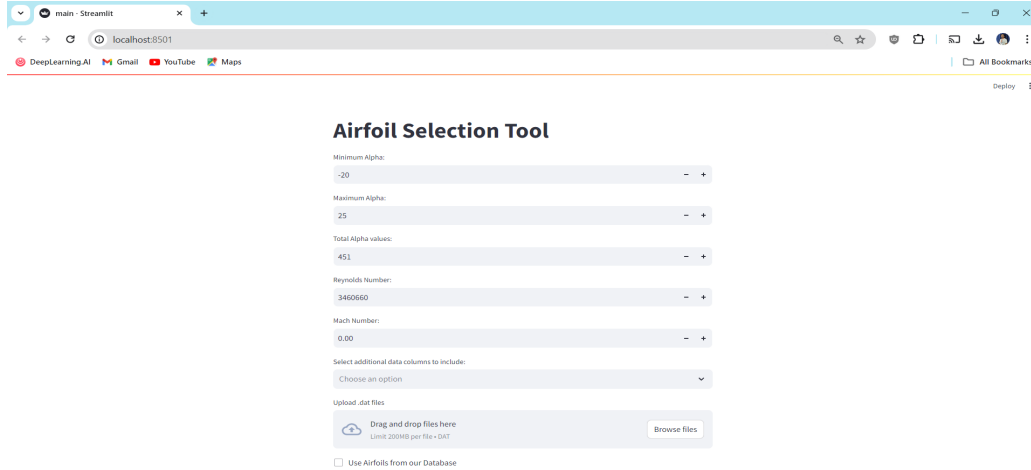 main - Streamlit
localhost:8501
DeepLearning.AI Gmail YouTube Maps All Bookmarks
Deploy
Airfoil Selection Tool
Minimum Alpha:
-20
Maximum Alpha:
25
Total Alpha values:
451
Reynolds Number:
3460660
Mach Number:
0.00
Select additional data columns to include:
Choose an option
Upload .dat files
Drag and drop files here
Limit 200MB per file • DAT
Browse files
Use Airfoils from our Database